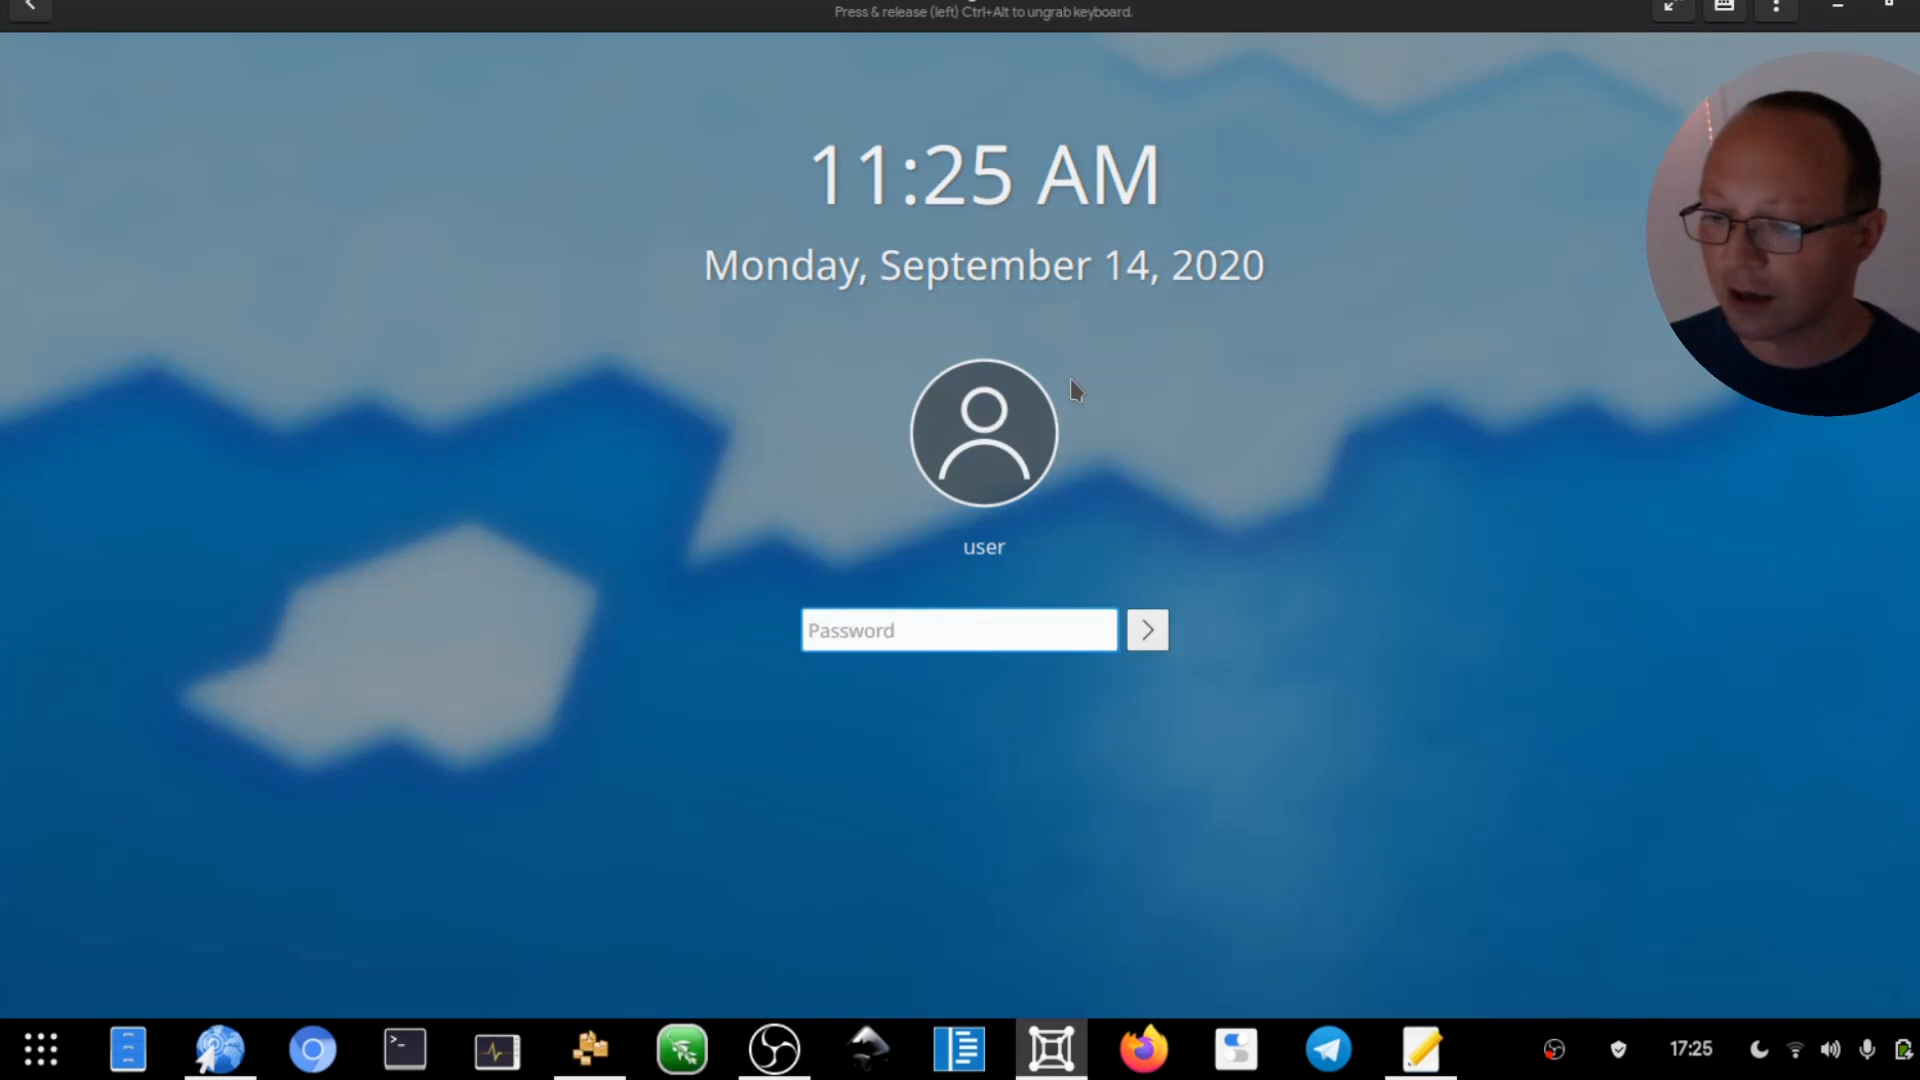 Press & release (left) Ctrl+Alt to ungrab keyboard.
11:25 AM
Monday, September 14, 2020
user
Password
17:25